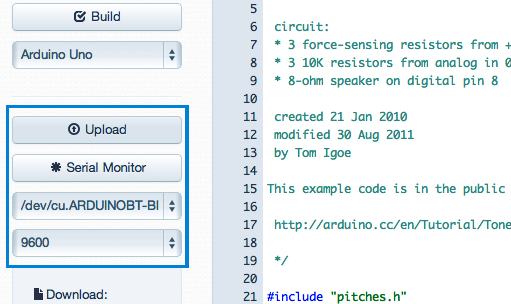 Build
Arduino Uno
Upload
Serial Monitor
/dev/cu.ARDUINOBT-Bl
9600
Download:
5
6 circuit:
7 * 3 force-sensing resistors from +
8 * 3 10K resistors from analog in 0
9 * 8-ohm speaker on digital pin 8
10
11 created 21 Jan 2010
12 modified 30 Aug 2011
13 by Tom Igoe
14
15 This example code is in the public
16
17 http://arduino.cc/en/Tutorial/Tone
18
19 */
20
21 #include "pitches.h"